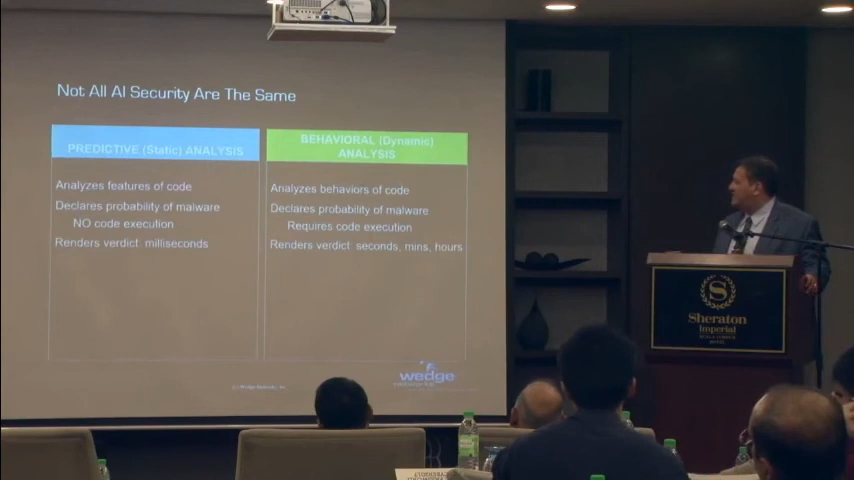 Not All AI Security Are The Same
PREDICTIVE (Static) ANALYSIS
Analyzes features of code
Declares probability of malware
NO code execution
Renders verdict milliseconds
BEHAVIORAL (Dynamic)
ANALYSIS
Analyzes behaviors of code
Declares probability of malware
Requires code execution
Renders verdict seconds, mins, hours
wedge
S
Sheraton
Imperial